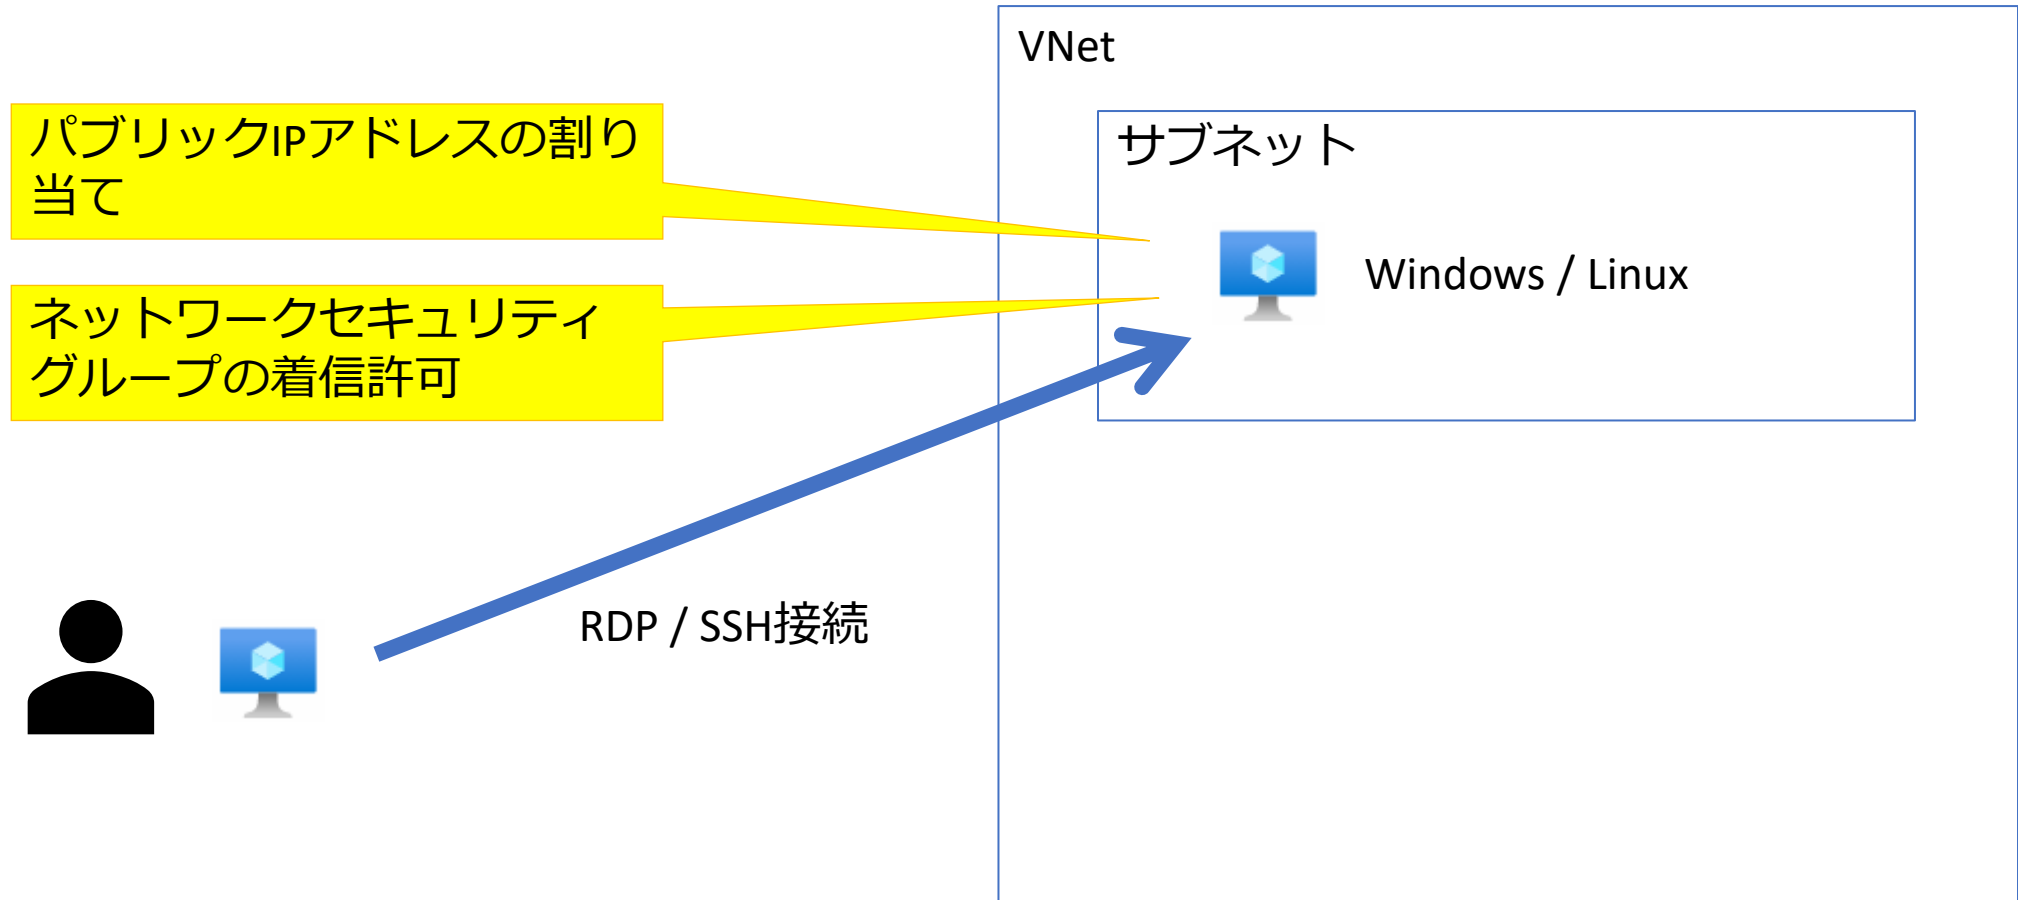 VNet
パブリックIPアドレスの割り
当て
サブネット
ネットワークセキュリティ
グループの着信許可
Windows / Linux
RDP / SSH接続